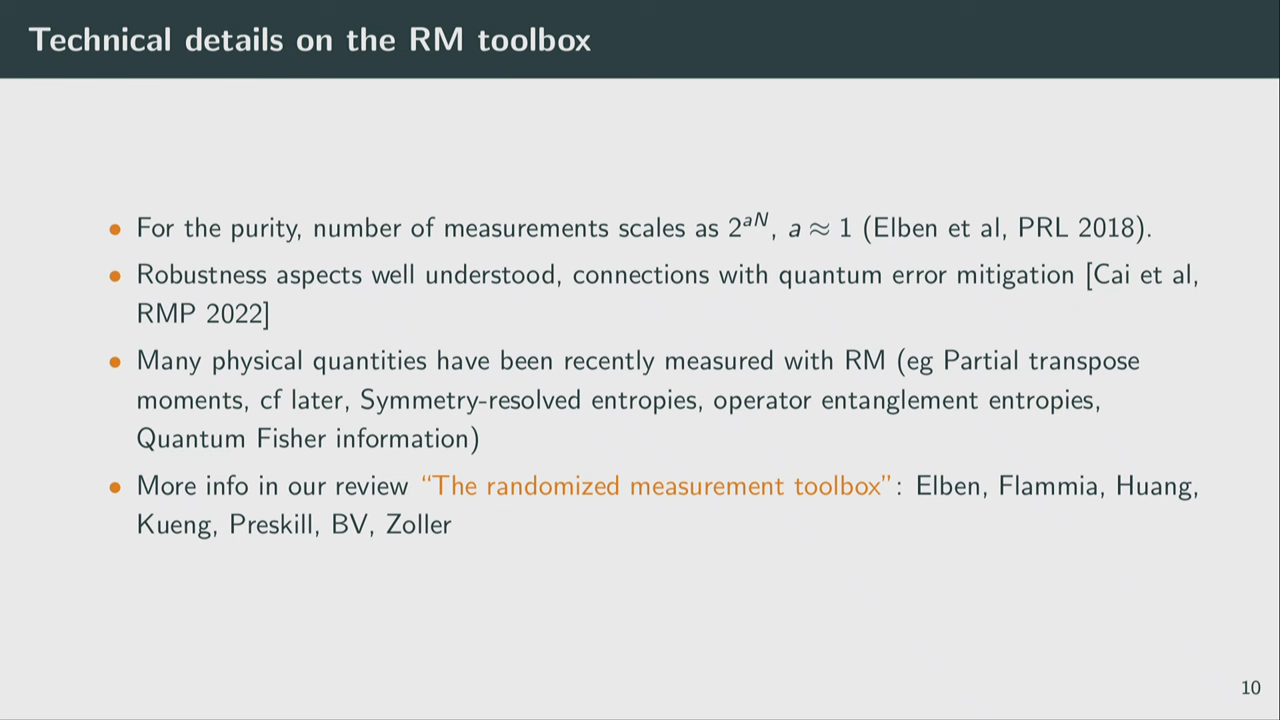 Technical details on the RM toolbox
• For the purity, number of measurements scales as 2^{aN}, a ≈ 1 (Elben et al, PRL 2018).
• Robustness aspects well understood, connections with quantum error mitigation [Cai et al,
RMP 2022]
• Many physical quantities have been recently measured with RM (eg Partial transpose
moments, cf later, Symmetry-resolved entropies, operator entanglement entropies,
Quantum Fisher information)
• More info in our review “The randomized measurement toolbox”: Elben, Flammia, Huang,
Kueng, Preskill, BV, Zoller
10